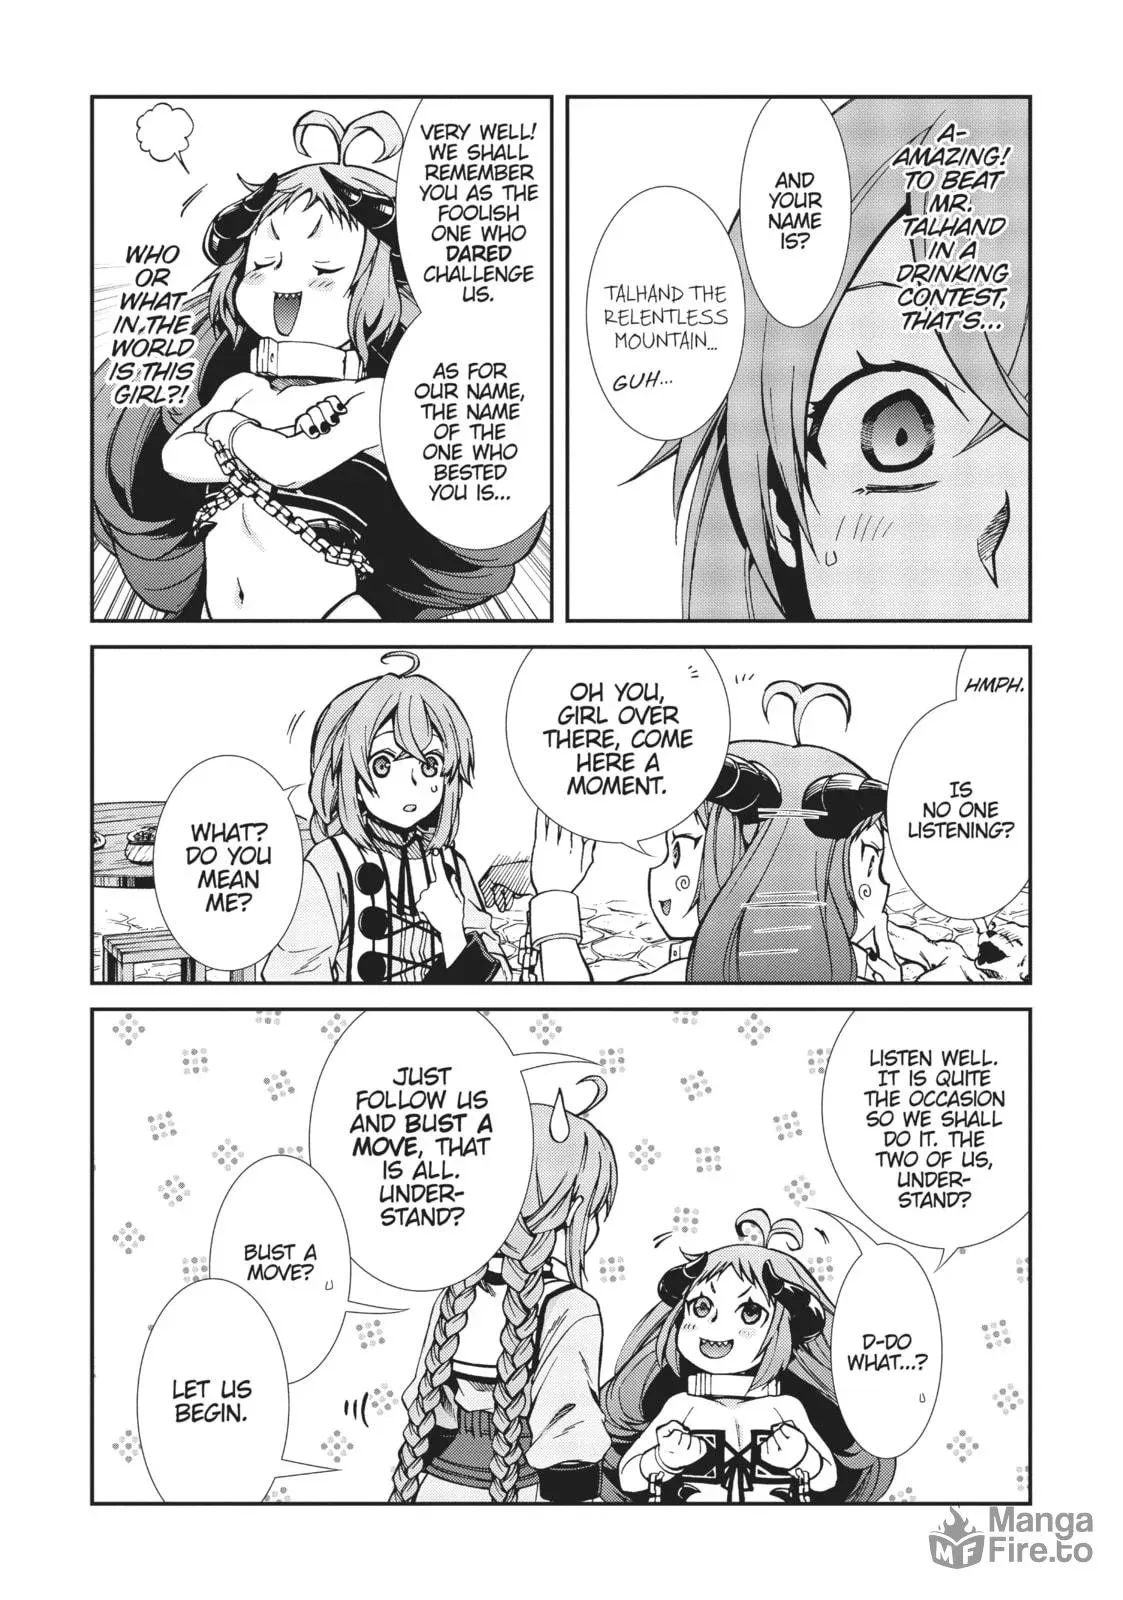 A-
AMAZING!
TO BEAT
MR.
TALHAND
IN A
DRINKING
CONTEST,
THAT'S...
AND
YOUR
NAME
IS?
TALHAND THE
RELENTLESS
MOUNTAIN...
GUH...
VERY WELL!
WE SHALL
REMEMBER
YOU AS THE
FOOLISH
ONE WHO
DARED
CHALLENGE
US.
AS FOR
OUR NAME,
THE NAME
OF THE
ONE WHO
BESTED
YOU IS...
WHO
OR
WHAT
IN THE
WORLD
IS THIS
GIRL?!
HMPH.
IS
NO ONE
LISTENING?
OH YOU,
GIRL OVER
THERE, COME
HERE A
MOMENT.
WHAT?
DO YOU
MEAN
ME?
LISTEN WELL.
IT IS QUITE
THE OCCASION
SO WE SHALL
DO IT. THE
TWO OF US,
UNDER-
STAND?
D-DO
WHAT...?
JUST
FOLLOW US
AND BUST A
MOVE, THAT
IS ALL.
UNDER-
STAND?
BUST A
MOVE?
LET US
BEGIN.
MF
Manga
Fire.to